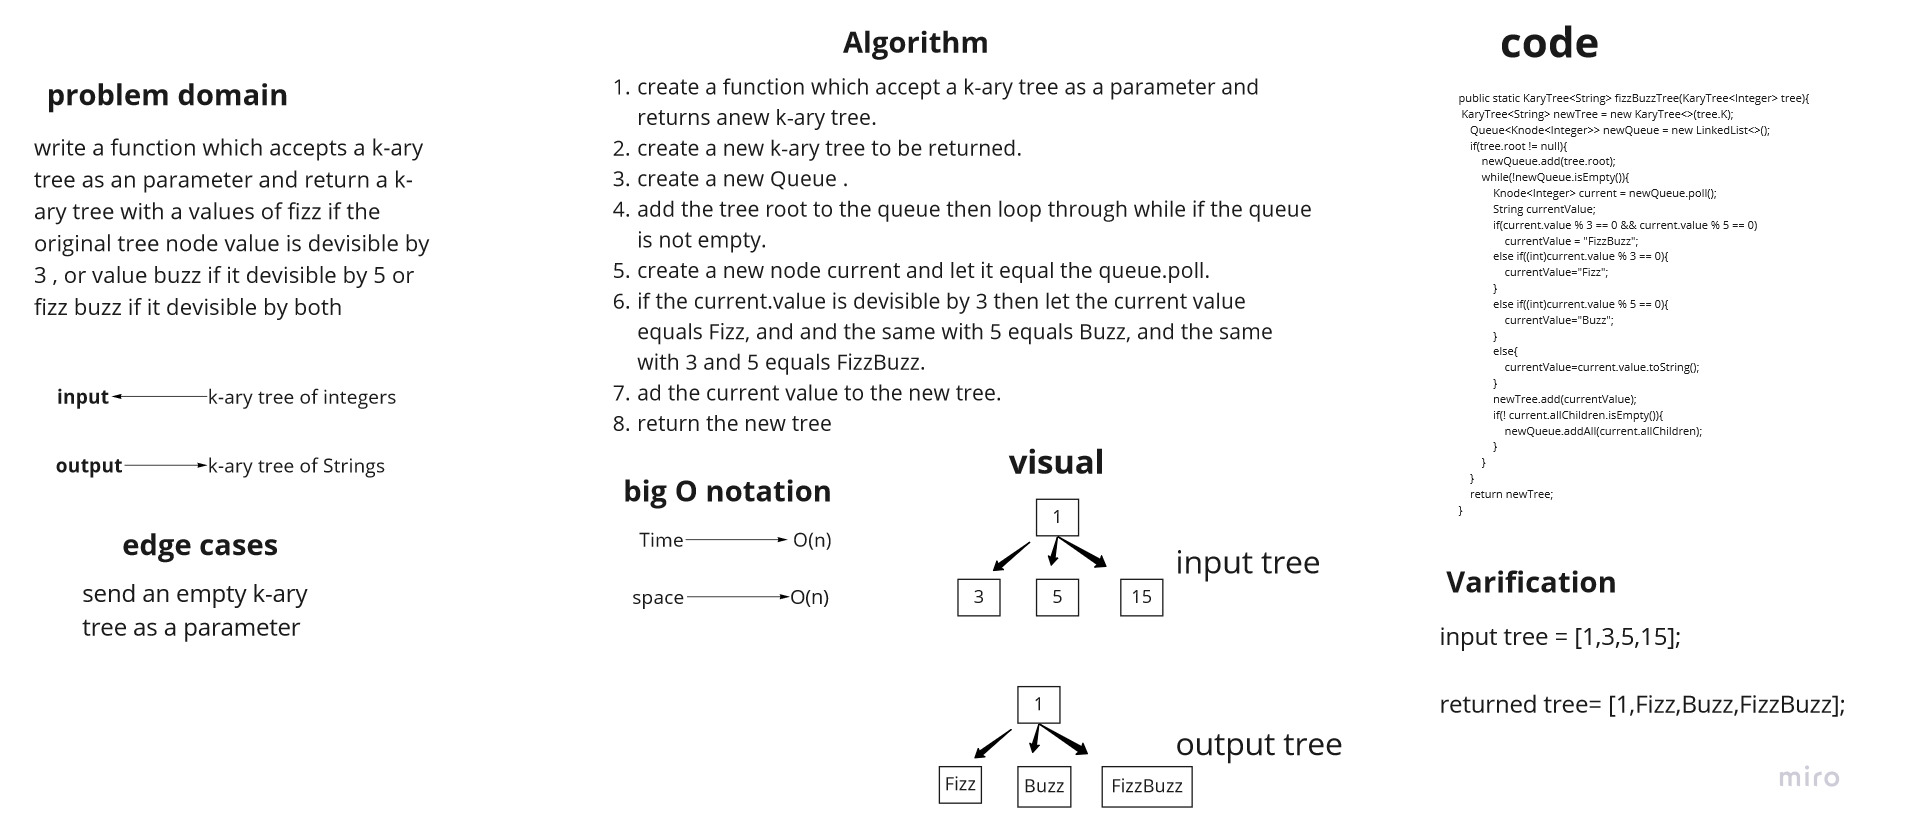 problem domain
write a function which accepts a k-ary
tree as an parameter and return a k-
ary tree with a values of fizz if the
original tree node value is devisible by
3 , or value buzz if it devisible by 5 or
fizz buzz if it devisible by both
input k-ary tree of integers
output k-ary tree of Strings
edge cases
send an empty k-ary
tree as a parameter
Algorithm
1. create a function which accept a k-ary tree as a parameter and
returns anew k-ary tree.
2. create a new k-ary tree to be returned.
3. create a new Queue .
4. add the tree root to the queue then loop through while if the queue
is not empty.
5. create a new node current and let it equal the queue.poll.
6. if the current.value is devisible by 3 then let the current value
equals Fizz, and and the same with 5 equals Buzz, and the same
with 3 and 5 equals FizzBuzz.
7. ad the current value to the new tree.
8. return the new tree
big O notation
Time O(n)
space O(n)
visual
1
3 5 15
input tree
1
Fizz Buzz FizzBuzz
output tree
code
public static KaryTree<String> fizzBuzzTree(KaryTree<Integer> tree){
KaryTree<String> newTree = new KaryTree<>(tree.K);
Queue<Knode<Integer>> newQueue = new LinkedList<>();
if(tree.root != null){
newQueue.add(tree.root);
while(!newQueue.isEmpty()){
Knode<Integer> current = newQueue.poll();
String currentValue;
if(current.value % 3 == 0 && current.value % 5 == 0)
currentValue = "FizzBuzz";
else if((int)current.value % 3 == 0){
currentValue="Fizz";
}
else if((int)current.value % 5 == 0){
currentValue="Buzz";
}
else{
currentValue=current.value.toString();
}
newTree.add(currentValue);
if(! current.allChildren.isEmpty()){
newQueue.addAll(current.allChildren);
}
}
}
return newTree;
}
Varification
input tree = [1,3,5,15];
returned tree= [1,Fizz,Buzz,FizzBuzz];
miro